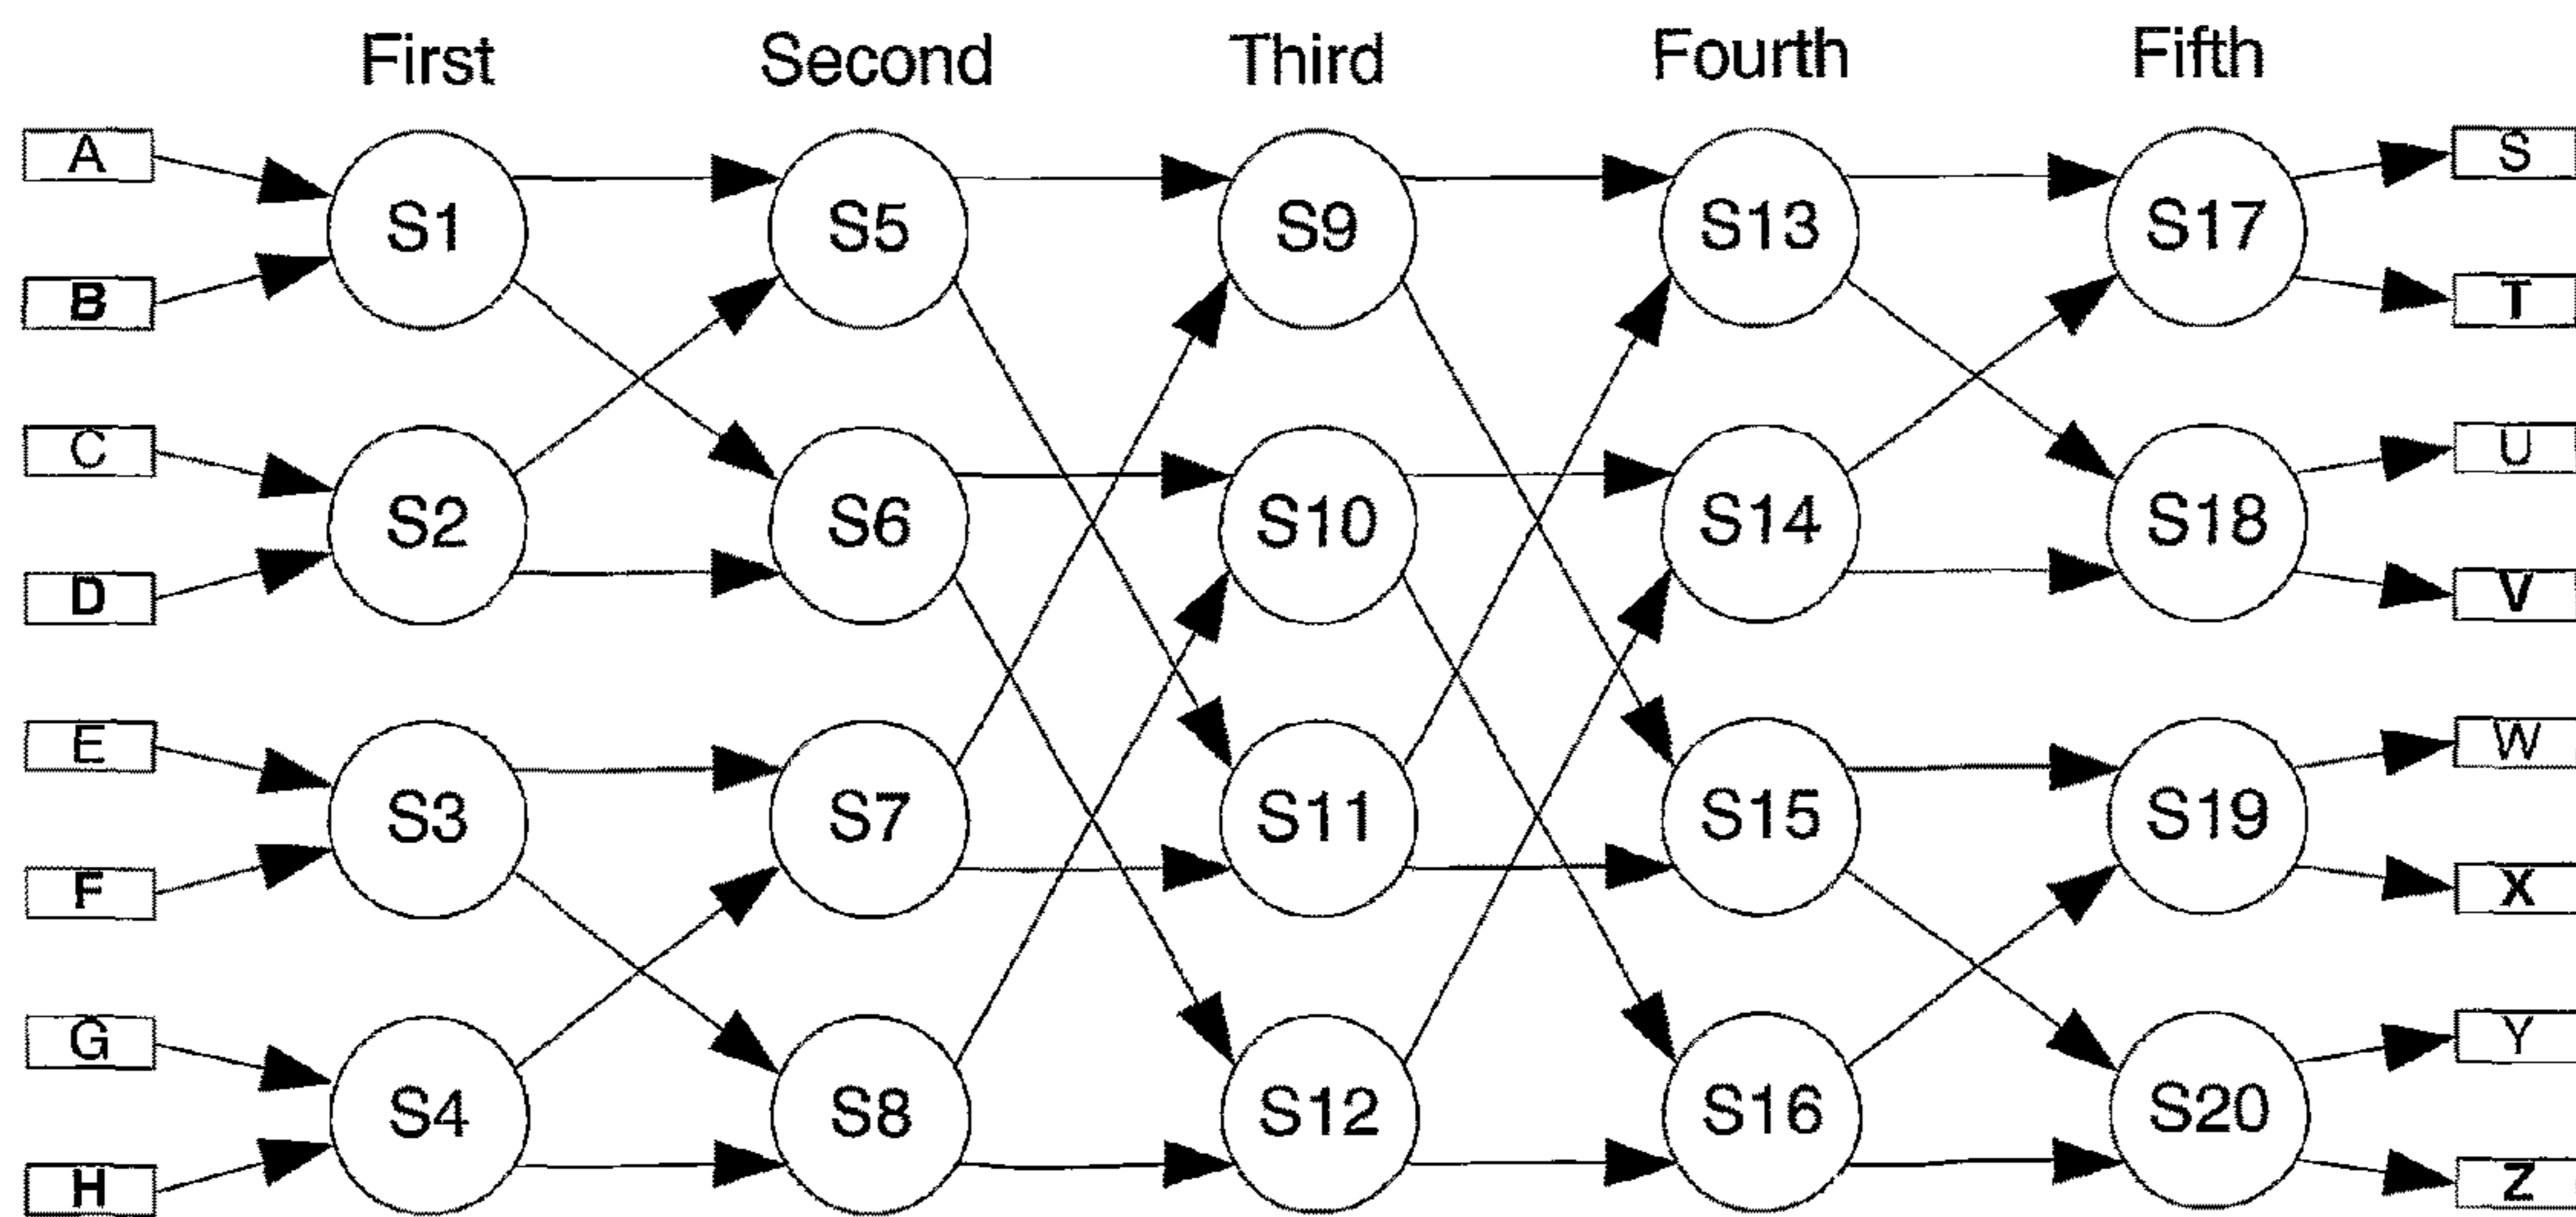 First Second Third Fourth Fifth
A S1 S5 S9 S13 S17 S
B T
C S2 S6 S10 S14 S18 U
D V
E S3 S7 S11 S15 S19 W
F X
G S4 S8 S12 S16 S20 Y
H Z